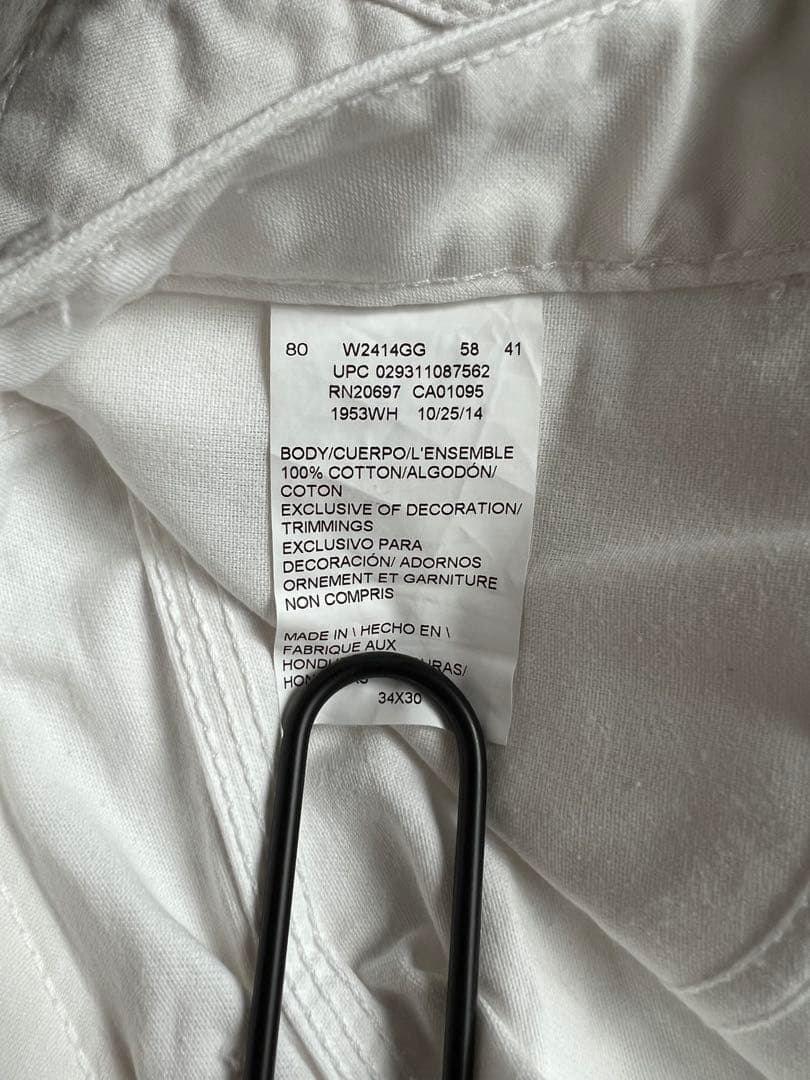 80 W2414GG 58 41
UPC 029311087562
RN20697 CA01095
1953WH 10/25/14
BODY/CUERPO/L'ENSEMBLE
100% COTTON/ALGODÓN/
COTON
EXCLUSIVE OF DECORATION/
TRIMMINGS
EXCLUSIVO PARA
DECORACIÓN/ ADORNOS
ORNEMENT ET GARNITURE
NON COMPRIS
MADE IN \ HECHO EN \
FABRIQUE AUX
34X30